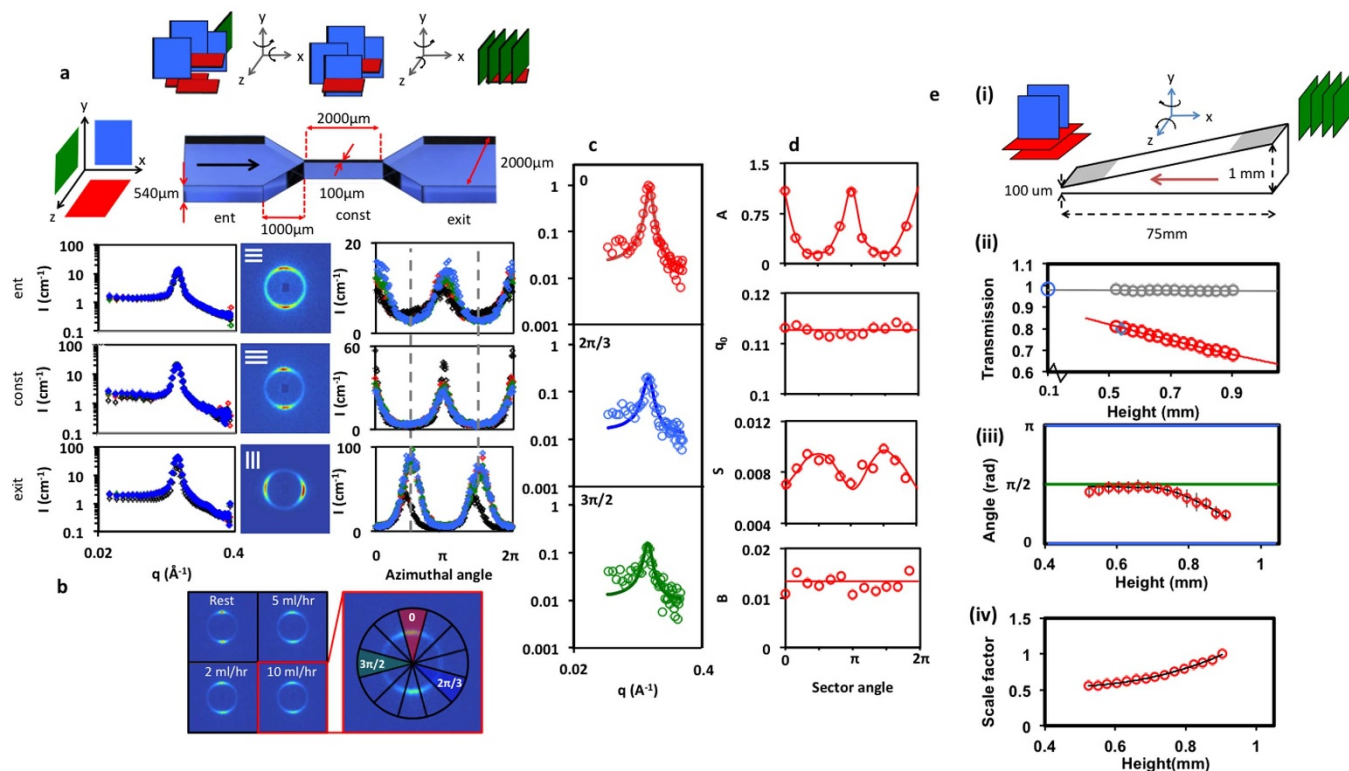 a
y
x
z
y
x
z
y
x
z
2000µm
2000µm
540µm
100µm
ent
const
exit
1000µm
ent
I (cm⁻¹)
100
10
1
0.1
I (cm⁻¹)
20
0
const
I (cm⁻¹)
100
10
1
0.1
I (cm⁻¹)
60
0
exit
I (cm⁻¹)
100
10
1
0.1
I (cm⁻¹)
100
0
0.02
0.4
q (Å⁻¹)
0
π
2π
Azimuthal angle
b
Rest
5 ml/hr
2 ml/hr
10 ml/hr
0
3π/2
2π/3
c
0
1
0.1
0.01
0.001
2π/3
1
0.1
0.01
0.001
3π/2
1
0.1
0.01
0.001
0.02
0.4
q (A⁻¹)
d
A
1.5
0.75
0
q₀
0.12
0.11
0.1
S
0.012
0.008
0.004
B
0.02
0.01
0
0
π
2π
Sector angle
e
(i)
y
x
z
100 um
1 mm
75mm
(ii)
Transmission
1.1
1
0.9
0.8
0.7
0.6
0.1
0.5
0.7
0.9
Height (mm)
(iii)
Angle (rad)
π
π/2
0
0.4
0.6
0.8
1
Height (mm)
(iv)
Scale factor
1.5
1
0.5
0
0.4
0.6
0.8
1
Height(mm)